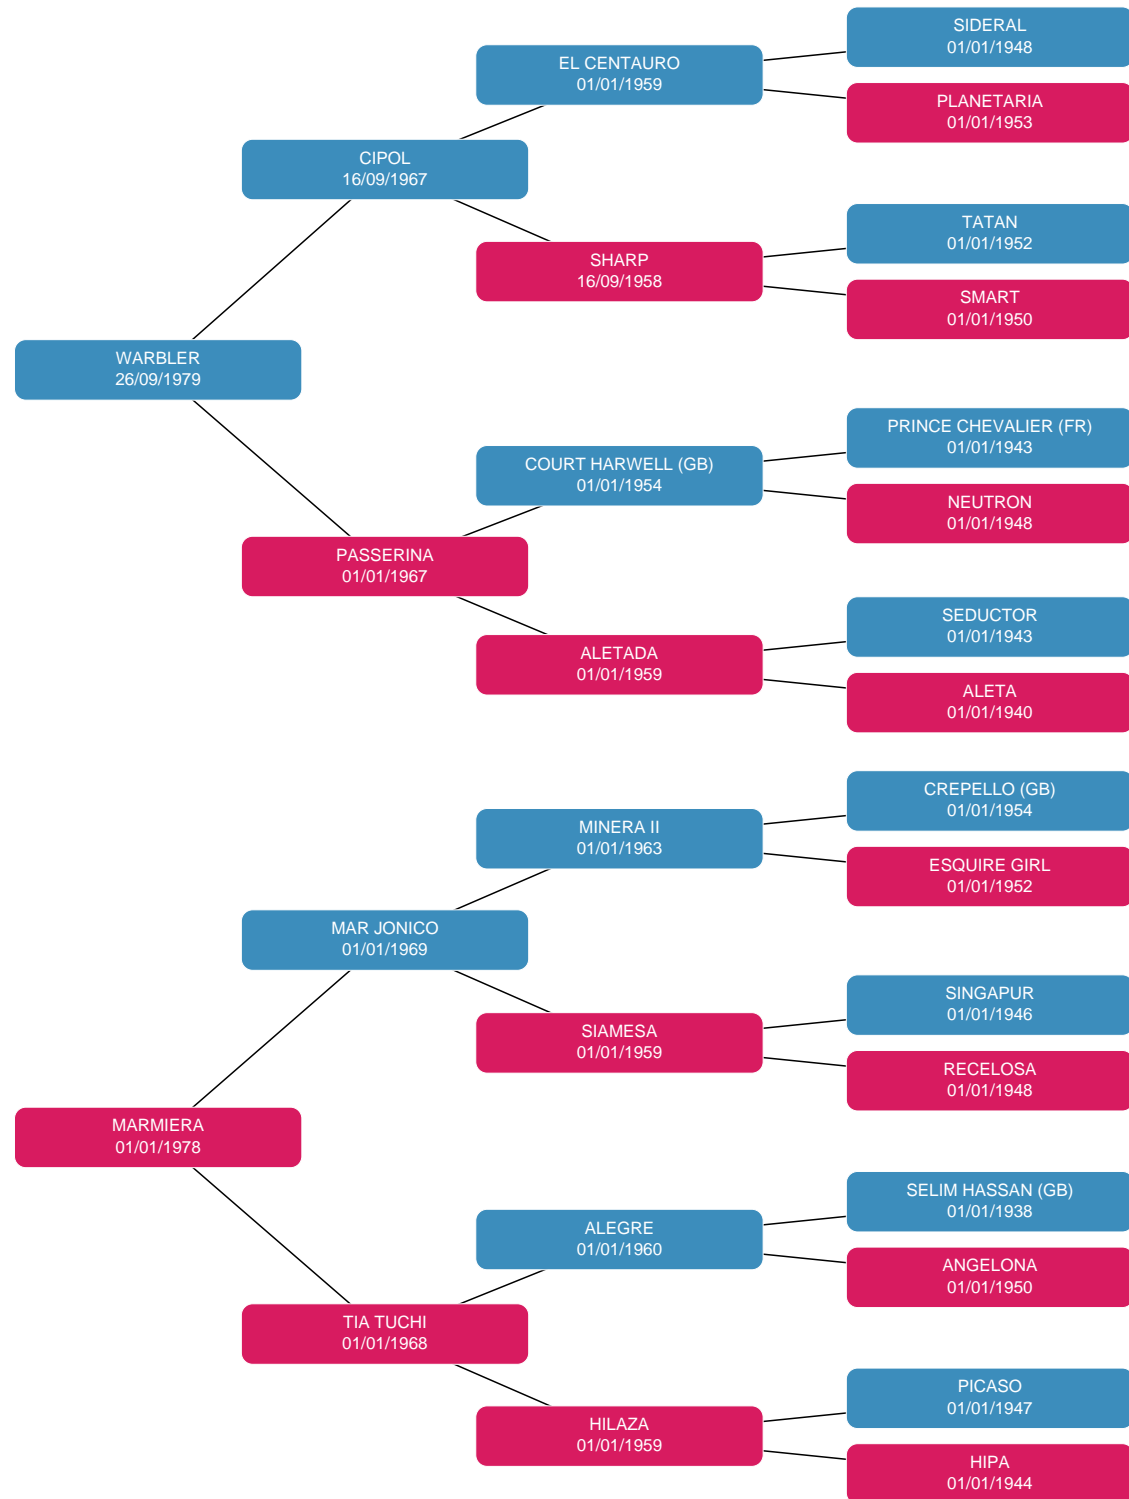 SIDERAL
01/01/1948
EL CENTAURO
01/01/1959
PLANETARIA
01/01/1953
CIPOL
16/09/1967
TATAN
01/01/1952
SHARP
16/09/1958
SMART
01/01/1950
WARBLER
26/09/1979
PRINCE CHEVALIER (FR)
01/01/1943
COURT HARWELL (GB)
01/01/1954
NEUTRON
01/01/1948
PASSERINA
01/01/1967
SEDUCTOR
01/01/1943
ALETADA
01/01/1959
ALETA
01/01/1940
CREPELLO (GB)
01/01/1954
MINERA II
01/01/1963
ESQUIRE GIRL
01/01/1952
MAR JONICO
01/01/1969
SINGAPUR
01/01/1946
SIAMESA
01/01/1959
RECELOSA
01/01/1948
MARMIERA
01/01/1978
SELIM HASSAN (GB)
01/01/1938
ALEGRE
01/01/1960
ANGELONA
01/01/1950
TIA TUCHI
01/01/1968
PICASO
01/01/1947
HILAZA
01/01/1959
HIPA
01/01/1944